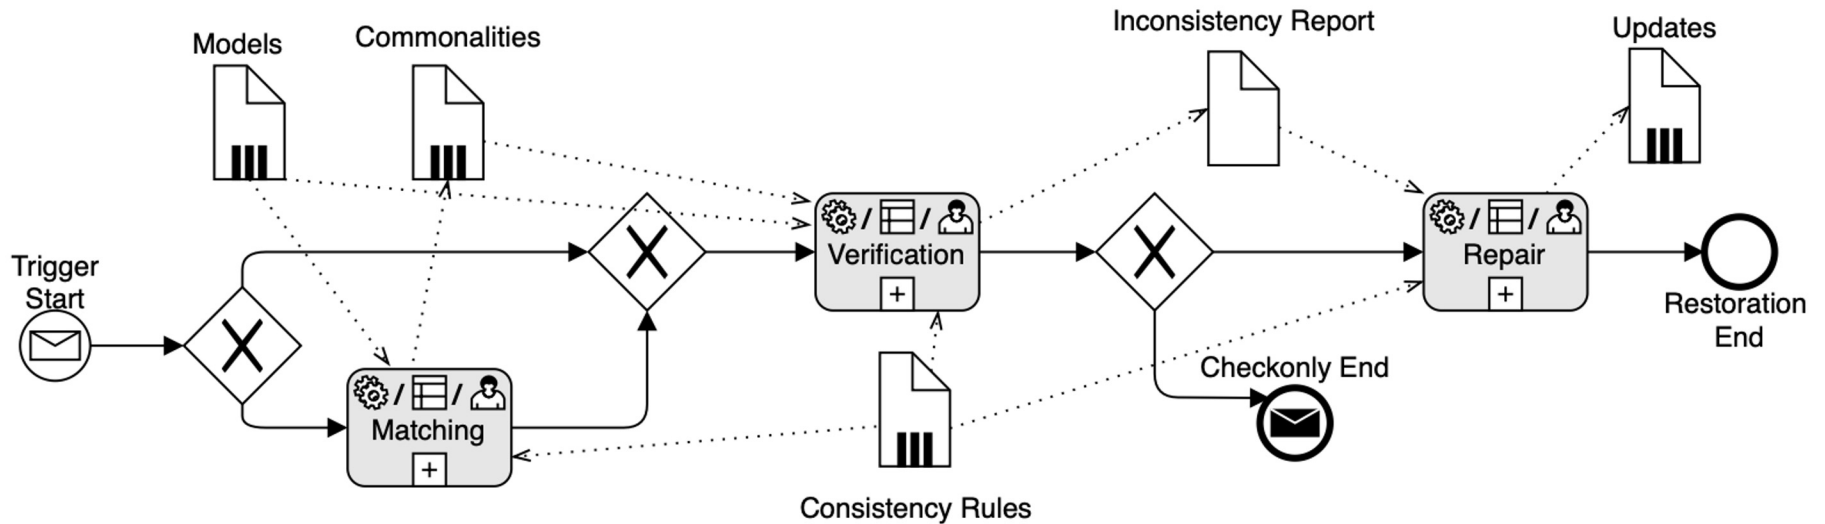 Models
Commonalities
Inconsistency Report
Updates
Trigger
Start
/ /
Verification
/ /
Repair
Restoration
End
/ /
Matching
Checkonly End
Consistency Rules